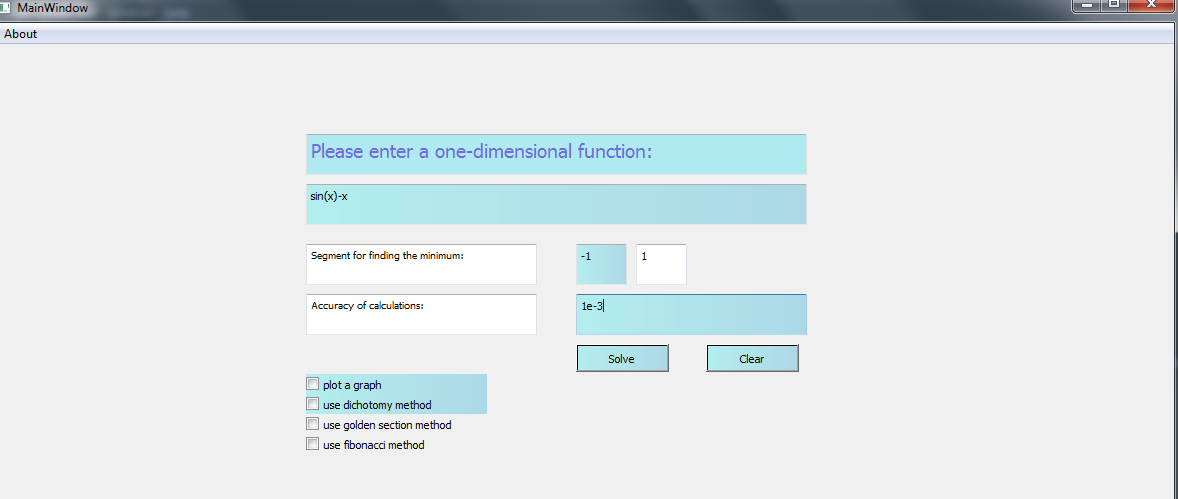 MainWindow
About
Please enter a one-dimensional function:
sin(x)-x
Segment for finding the minimum:
-1
1
Accuracy of calculations:
1e-3
Solve
Clear
plot a graph
use dichotomy method
use golden section method
use fibonacci method